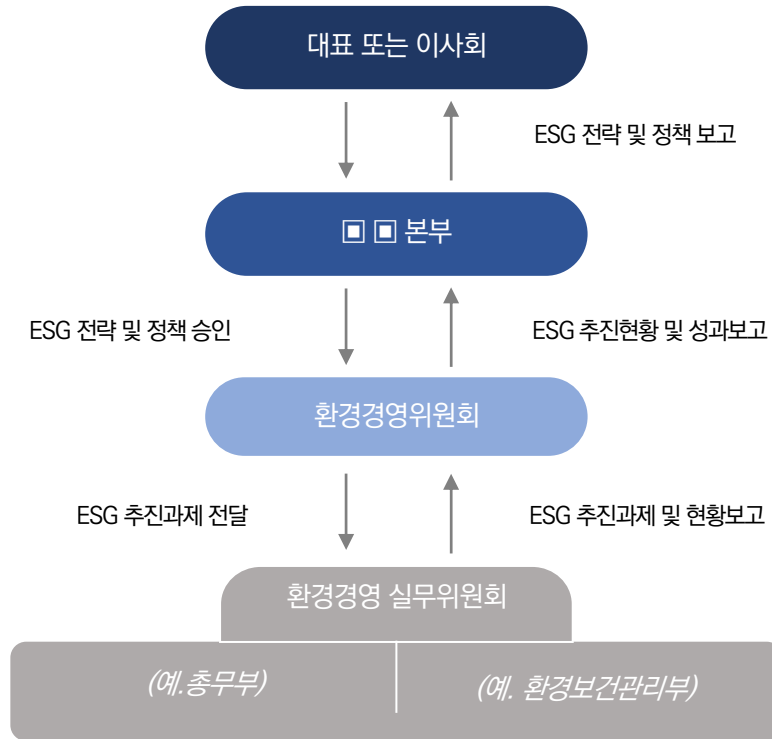 대표 또는 이사회
ESG 전략 및 정책 보고
▣ ▣ 본부
ESG 전략 및 정책 승인
ESG 추진현황 및 성과보고
환경경영위원회
ESG 추진과제 전달
ESG 추진과제 및 현황보고
환경경영 실무위원회
(예.총무부)
(예. 환경보건관리부)